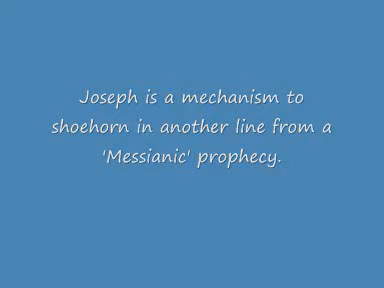 Joseph is a mechanism to
shoehorn in another line from a
'Messianic' prophecy.